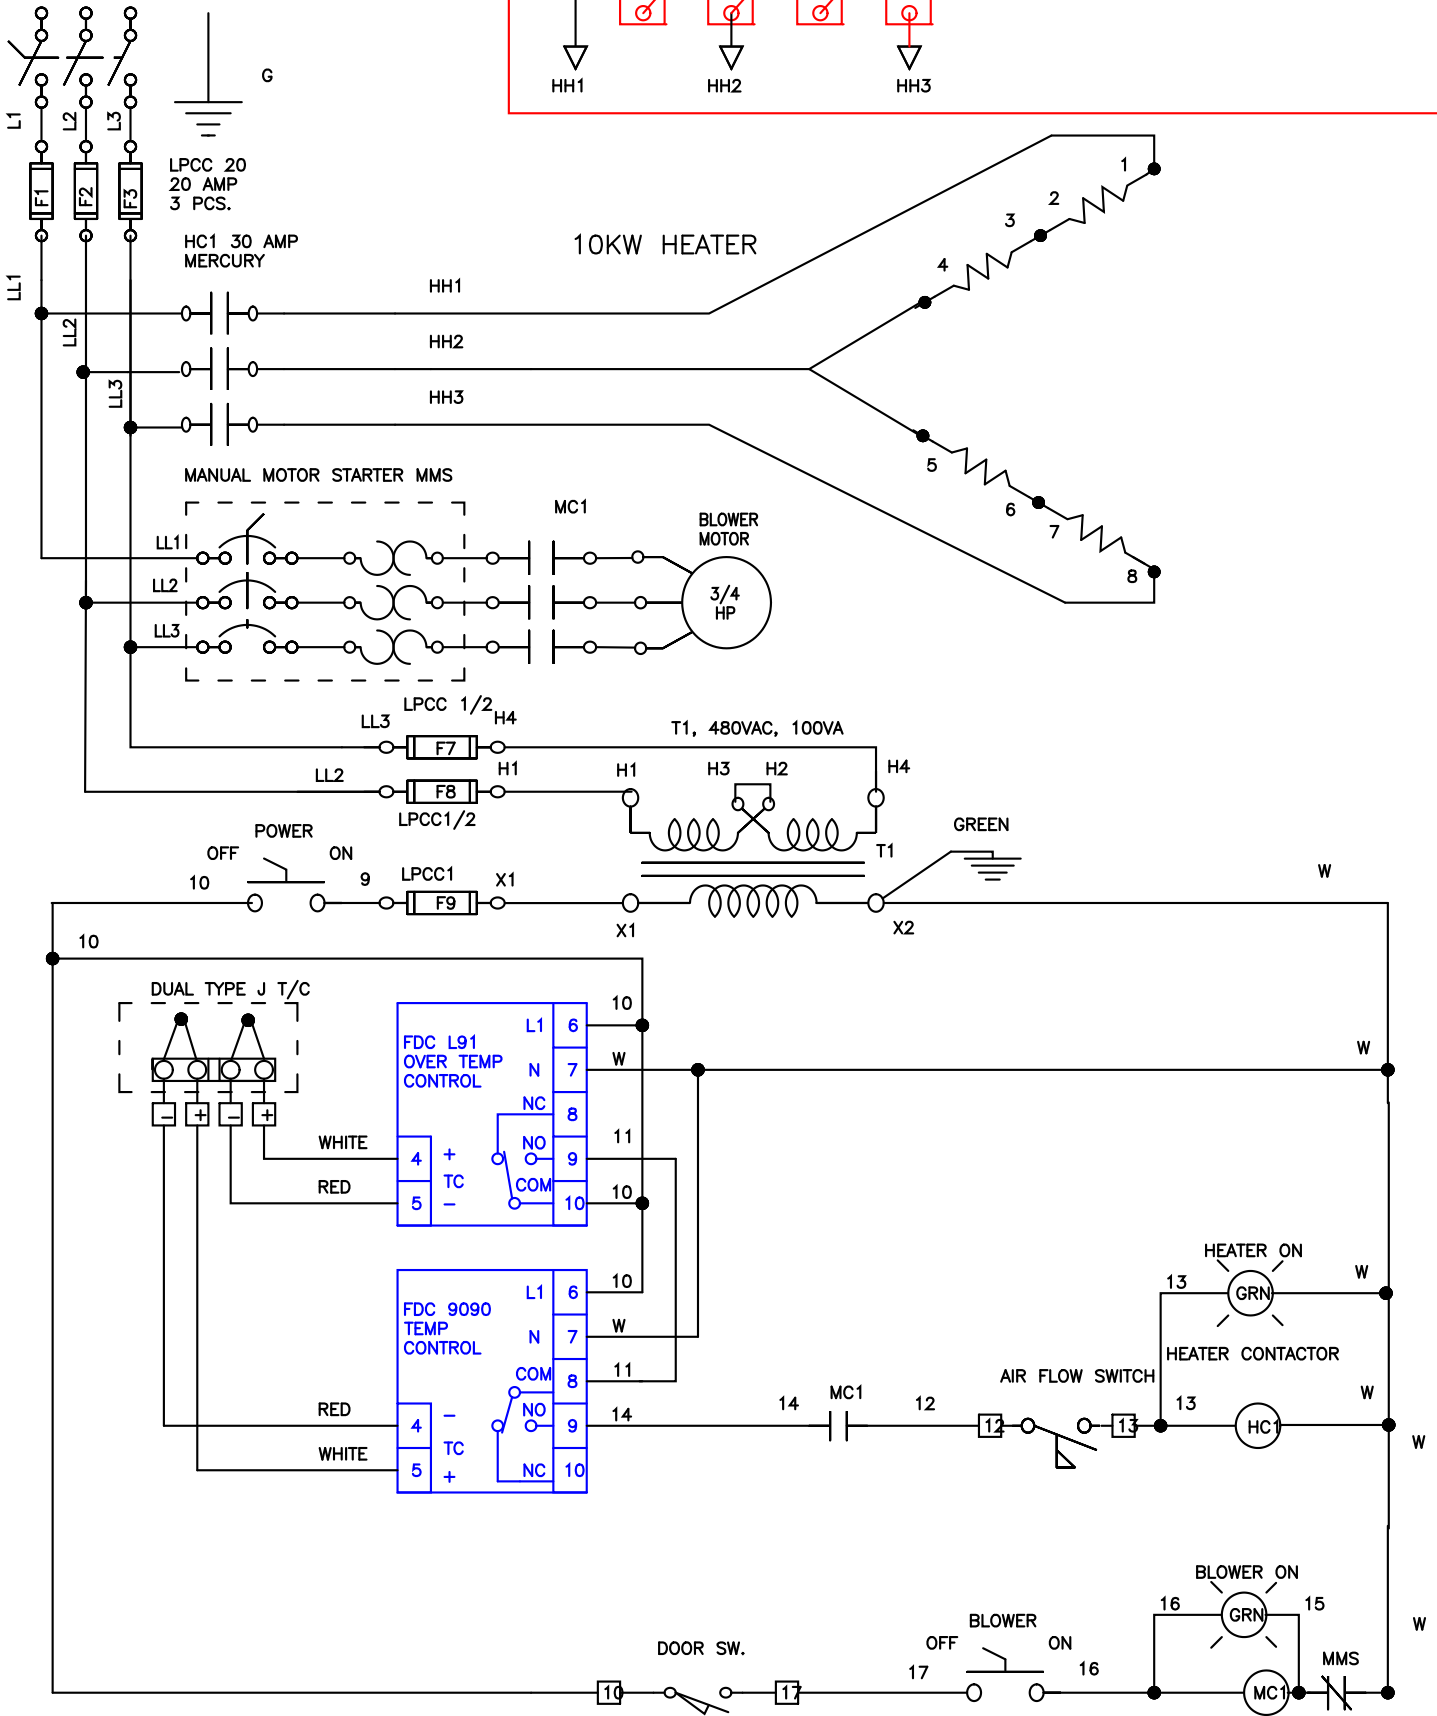 HH1 HH2 HH3
G
L1 L2 L3
LPCC 20
20 AMP
3 PCS.
F1 F2 F3
HC1 30 AMP
MERCURY
10KW HEATER
1
2
3
4
LL1
HH1
LL2
HH2
LL3
HH3
5
6
7
8
MANUAL MOTOR STARTER MMS
MC1
BLOWER
MOTOR
LL1
LL2
LL3
3/4
HP
LPCC 1/2
LL3 H4
F7
T1, 480VAC, 100VA
LL2 H1
F8
LPCC1/2
H1 H3 H2 H4
T1
GREEN
POWER
OFF ON
10 9
LPCC1
X1
F9
X1 X2
W
10
DUAL TYPE J T/C
- + - +
FDC L91
OVER TEMP
CONTROL
L1 6 10
N 7 W
W
NC 8
NO 9 11
COM 10 10
WHITE 4 +
TC
RED 5 -
FDC 9090
TEMP
CONTROL
L1 6 10
N 7 W
COM 8 11
NO 9 14
NC 10
RED 4 -
TC
WHITE 5 +
HEATER ON
13 GRN W
HEATER CONTACTOR
AIR FLOW SWITCH
14 MC1 12 12 13 13 HC1 W
W
BLOWER ON
16 GRN 15
W
DOOR SW.
BLOWER
OFF ON
10 17 17 16
MC1
MMS